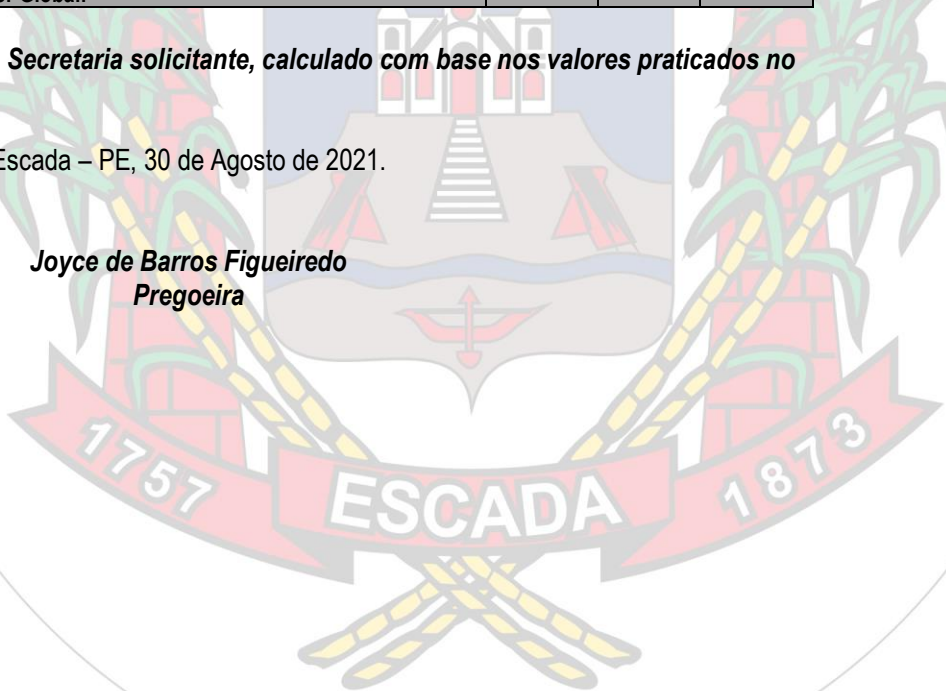 Secretaria solicitante, calculado com base nos valores praticados no
Escada – PE, 30 de Agosto de 2021.
Joyce de Barros Figueiredo
Pregoeira
1757
ESCADA
1873